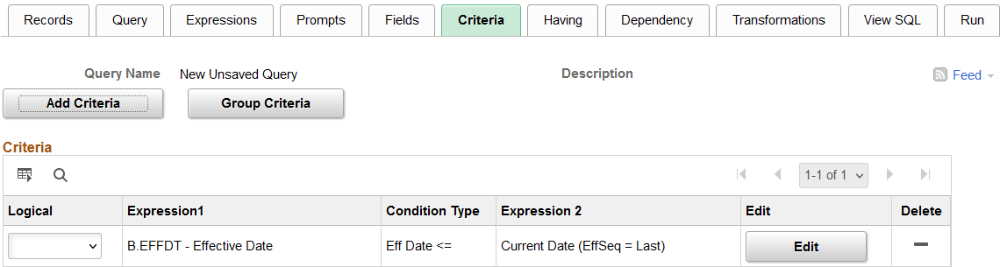 Records Query Expressions Prompts Fields Criteria Having Dependency Transformations View SQL Run
Query Name New Unsaved Query Description Feed
Add Criteria Group Criteria
Criteria
1-1 of 1
Logical Expression1 Condition Type Expression 2 Edit Delete
B.EFFDT - Effective Date Eff Date <= Current Date (EffSeq = Last) Edit